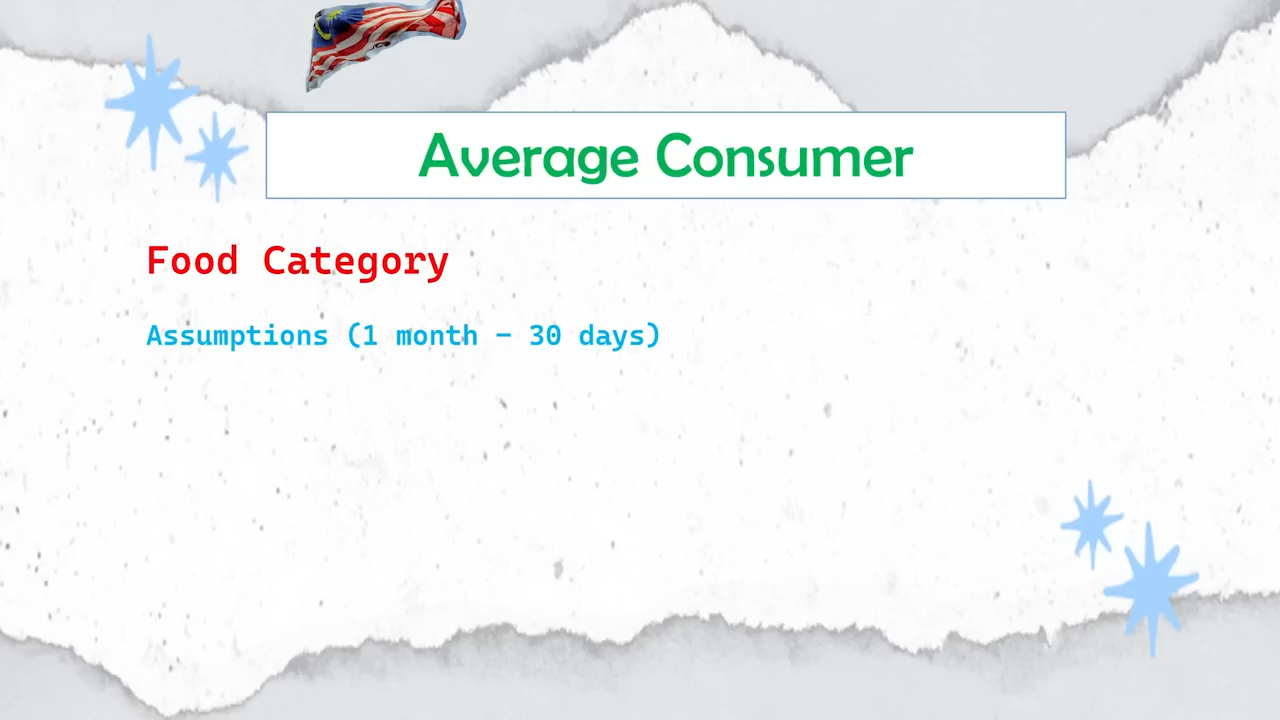 Average Consumer
Food Category
Assumptions (1 month – 30 days)